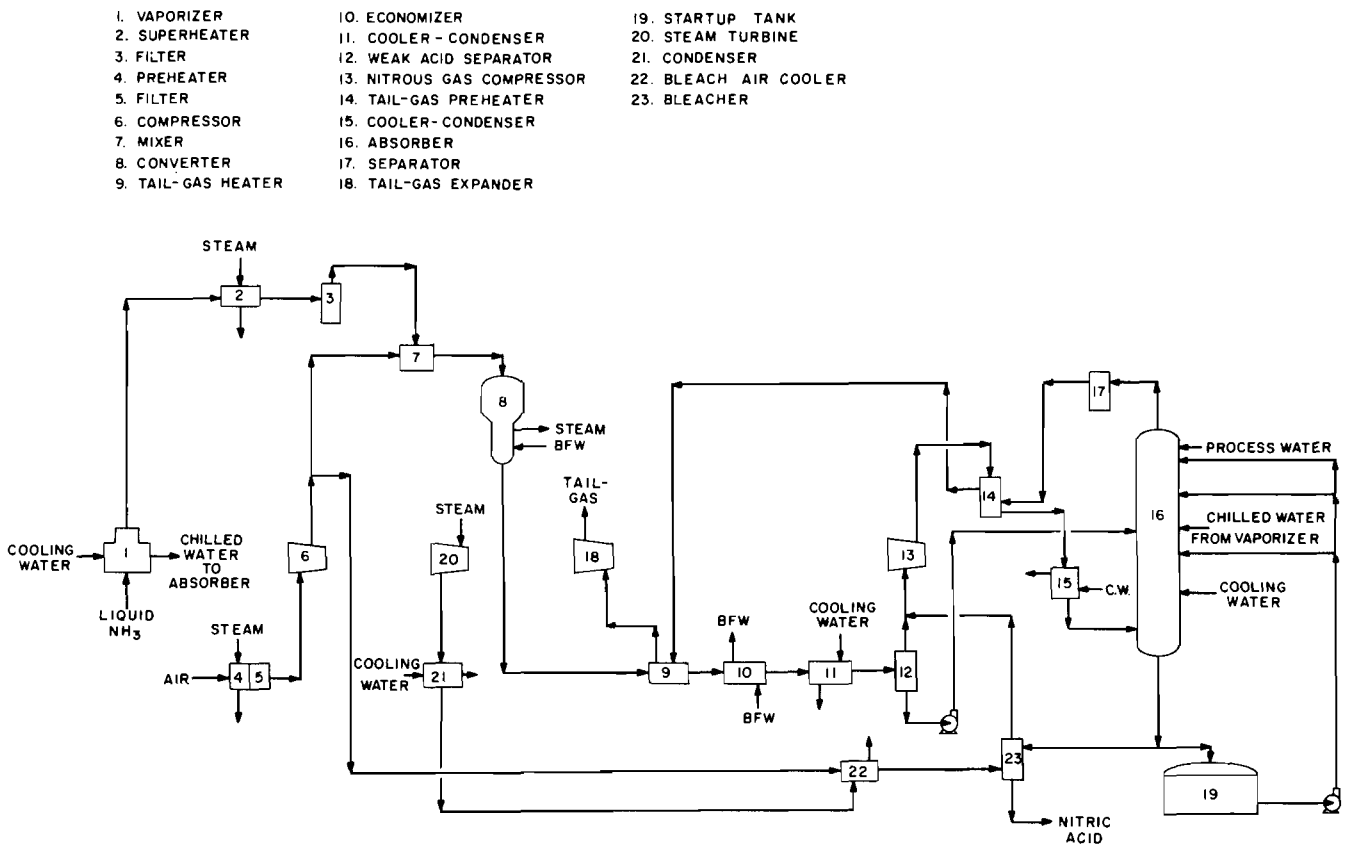 1. VAPORIZER
2. SUPERHEATER
3. FILTER
4. PREHEATER
5. FILTER
6. COMPRESSOR
7. MIXER
8. CONVERTER
9. TAIL-GAS HEATER
10. ECONOMIZER
11. COOLER-CONDENSER
12. WEAK ACID SEPARATOR
13. NITROUS GAS COMPRESSOR
14. TAIL-GAS PREHEATER
15. COOLER-CONDENSER
16. ABSORBER
17. SEPARATOR
18. TAIL-GAS EXPANDER
19. STARTUP TANK
20. STEAM TURBINE
21. CONDENSER
22. BLEACH AIR COOLER
23. BLEACHER
STEAM
2
3
7
8
STEAM
BFW
17
PROCESS WATER
TAIL-
GAS
14
16
CHILLED WATER
FROM VAPORIZER
STEAM
COOLING
WATER
1
CHILLED
WATER
TO
ABSORBER
6
20
18
13
15
C.W.
COOLING
WATER
LIQUID
NH3
STEAM
BFW
COOLING
WATER
AIR
4
5
COOLING
WATER
21
9
10
11
12
BFW
22
23
19
NITRIC
ACID